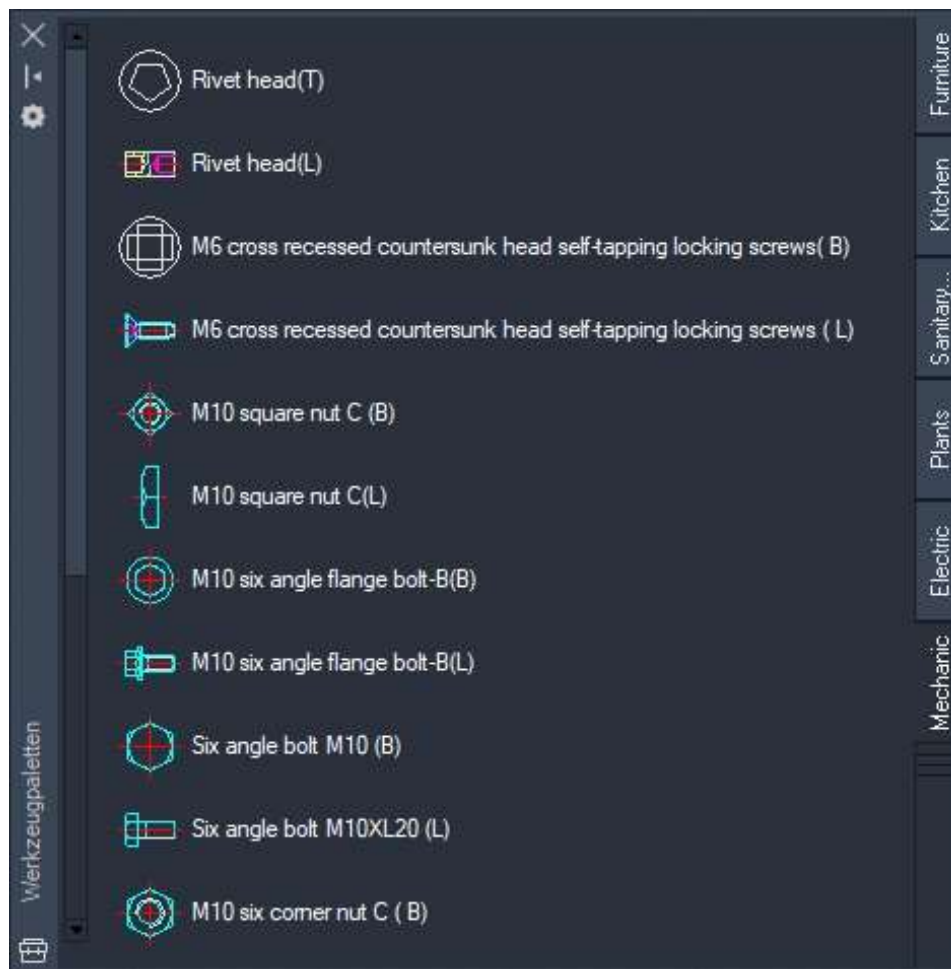 Rivet head(T)
Rivet head(L)
M6 cross recessed countersunk head self-tapping locking screws( B)
M6 cross recessed countersunk head self-tapping locking screws ( L)
M10 square nut C (B)
M10 square nut C(L)
M10 six angle flange bolt-B(B)
M10 six angle flange bolt-B(L)
Six angle bolt M10 (B)
Six angle bolt M10XL20 (L)
M10 six corner nut C ( B)
Werkzeugpaletten
Furniture
Kitchen
Sanitary...
Plants
Electric
Mechanic